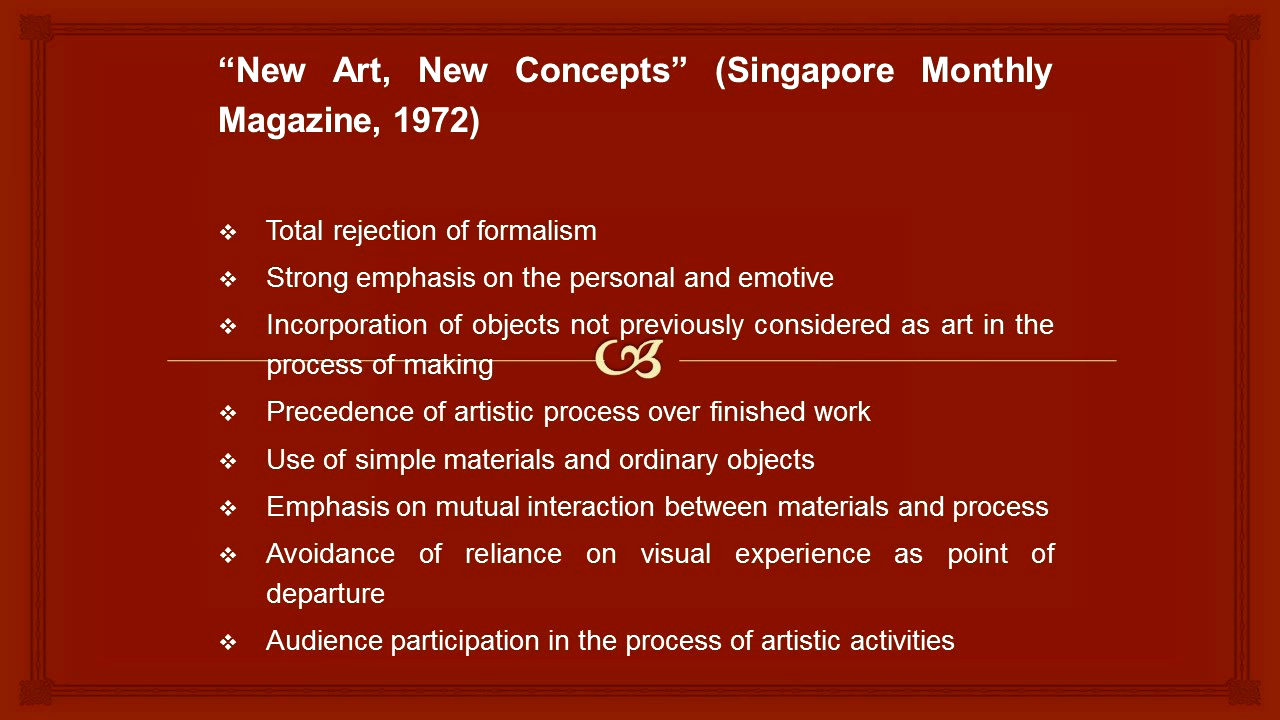 “New Art, New Concepts” (Singapore Monthly
Magazine, 1972)
❖ Total rejection of formalism
❖ Strong emphasis on the personal and emotive
❖ Incorporation of objects not previously considered as art in the
process of making
❖ Precedence of artistic process over finished work
❖ Use of simple materials and ordinary objects
❖ Emphasis on mutual interaction between materials and process
❖ Avoidance of reliance on visual experience as point of
departure
❖ Audience participation in the process of artistic activities